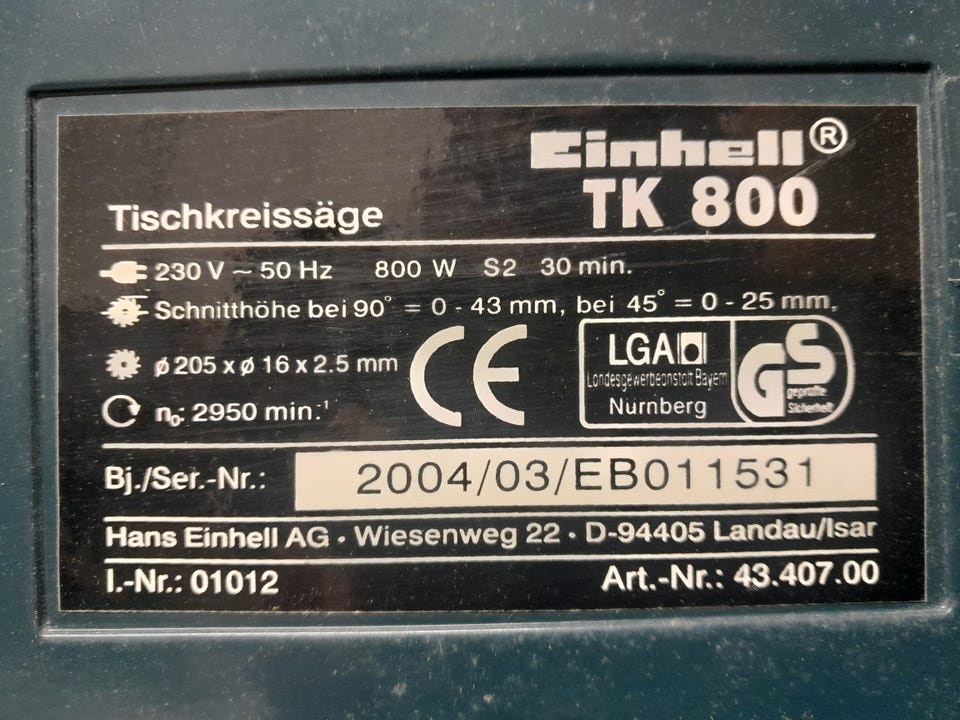 Einhell®
TK 800
Tischkreissäge
230 V ~ 50 Hz 800 W S2 30 min.
Schnitthöhe bei 90° = 0 - 43 mm, bei 45° = 0 - 25 mm,
ø 205 x ø 16 x 2.5 mm
n₀: 2950 min.⁻¹
CE
LGA
Landesgewerbeanstalt Bayern
Nürnberg
GS
geprüfte
Sicherheit
Bj./Ser.-Nr.: 2004/03/EB011531
Hans Einhell AG · Wiesenweg 22 · D-94405 Landau/Isar
I.-Nr.: 01012 Art.-Nr.: 43.407.00